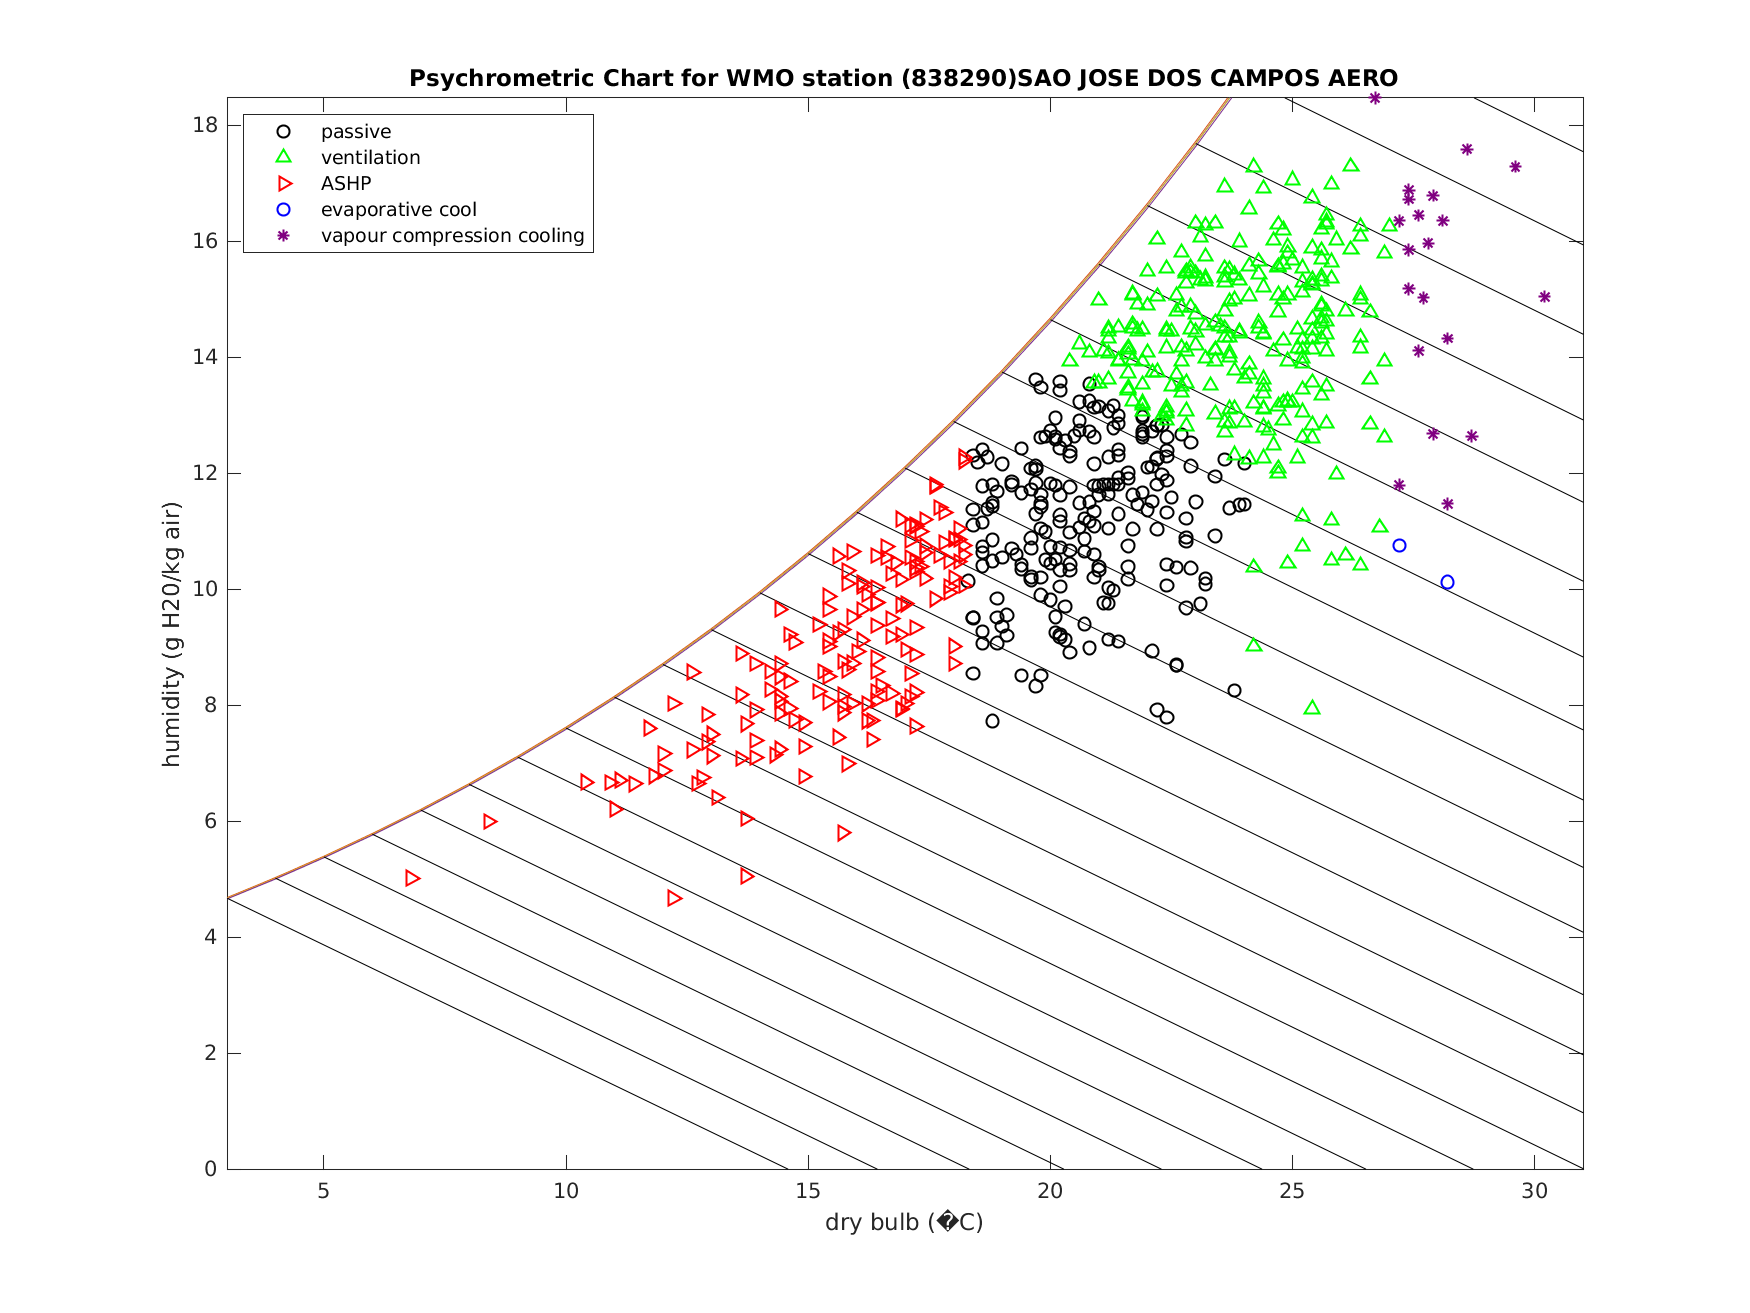 Psychrometric Chart for WMO station (838290)SAO JOSE DOS CAMPOS AERO
passive
ventilation
ASHP
evaporative cool
vapour compression cooling
humidity (g H20/kg air)
18
16
14
12
10
8
6
4
2
0
5 10 15 20 25 30
dry bulb (�C)